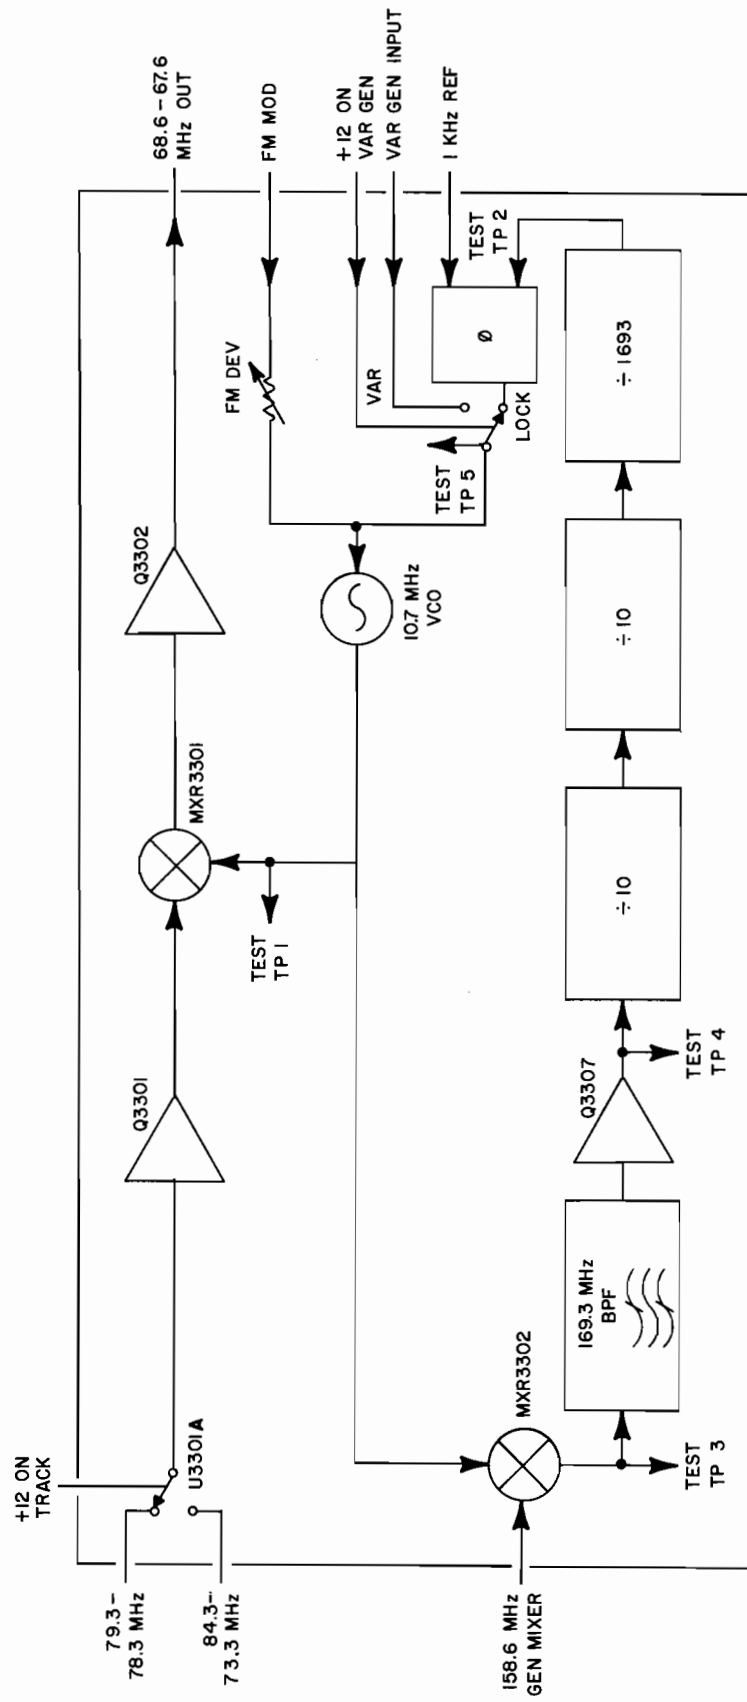 +12 ON
TRACK
79.3-
78.3 MHz
84.3-
73.3 MHz
U3301A
Q3301
MXR3301
Q3302
68.6-67.6
MHz OUT
TEST
TP 1
FM DEV
FM MOD
+12 ON
VAR GEN
VAR GEN INPUT
1 KHz REF
VAR
LOCK
TEST
TP 5
TEST
TP 2
Ø
10.7 MHz
VCO
158.6 MHz
GEN MIXER
MXR3302
TEST
TP 3
169.3 MHz
BPF
Q3307
TEST
TP 4
÷10
÷10
÷1693